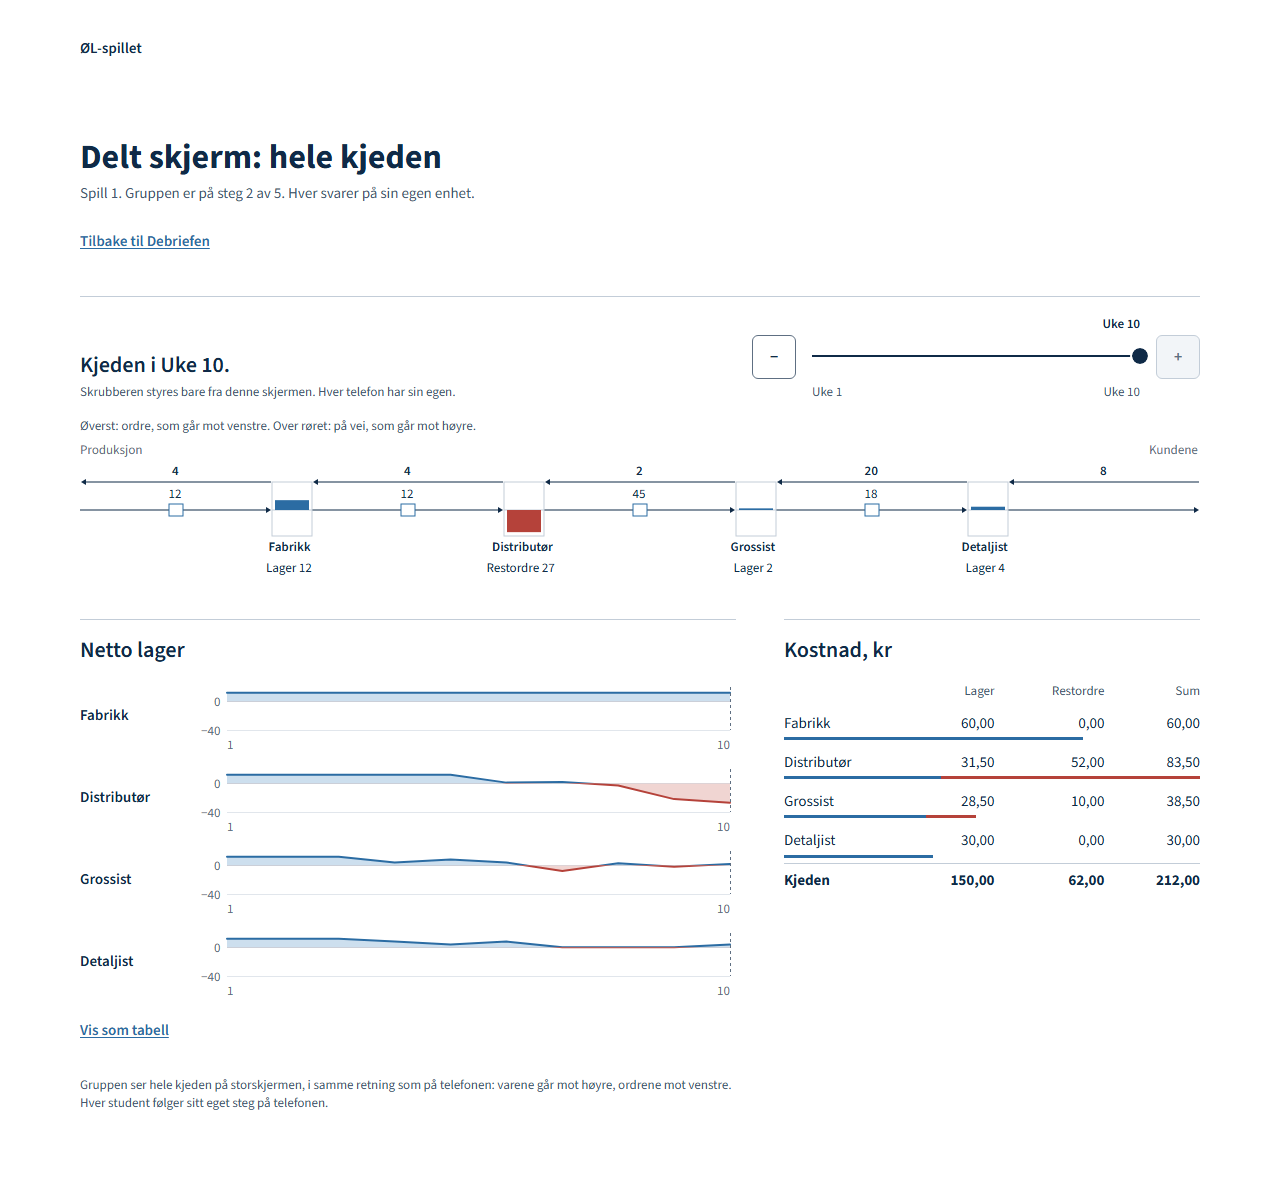 ØL-spillet
Delt skjerm: hele kjeden
Spill 1. Gruppen er på steg 2 av 5. Hver svarer på sin egen enhet.
Tilbake til Debriefen
Uke 10
Kjeden i Uke 10.
−
+
Skrubberen styres bare fra denne skjermen. Hver telefon har sin egen.
Uke 1
Uke 10
Øverst: ordre, som går mot venstre. Over røret: på vei, som går mot høyre.
Produksjon
Kundene
4 4 2 20 8
12 12 45 18
Fabrikk Distributør Grossist Detaljist
Lager 12 Restordre 27 Lager 2 Lager 4
Netto lager
Fabrikk
0
−40
1 10
Distributør
0
−40
1 10
Grossist
0
−40
1 10
Detaljist
0
−40
1 10
Vis som tabell
Kostnad, kr
Lager Restordre Sum
Fabrikk 60,00 0,00 60,00
Distributør 31,50 52,00 83,50
Grossist 28,50 10,00 38,50
Detaljist 30,00 0,00 30,00
Kjeden 150,00 62,00 212,00
Gruppen ser hele kjeden på storskjermen, i samme retning som på telefonen: varene går mot høyre, ordrene mot venstre.
Hver student følger sitt eget steg på telefonen.